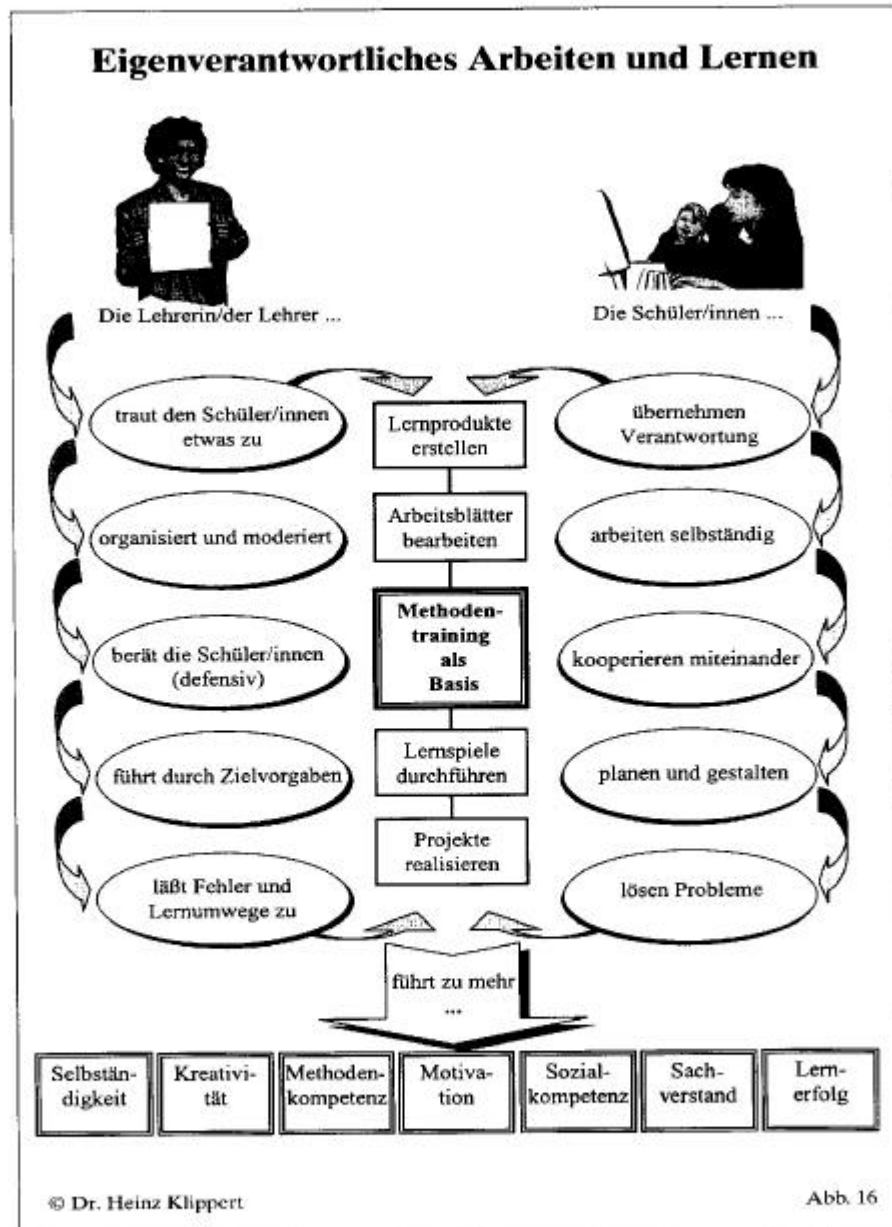 Eigenverantwortliches Arbeiten und Lernen
Die Lehrerin/der Lehrer ...
Die Schüler/innen ...
traut den Schüler/innen
etwas zu
organisiert und moderiert
berät die Schüler/innen
(defensiv)
führt durch Zielvorgaben
läßt Fehler und
Lernumwege zu
Lernprodukte
erstellen
Arbeitsblätter
bearbeiten
Methoden-
training
als
Basis
Lernspiele
durchführen
Projekte
realisieren
übernehmen
Verantwortung
arbeiten selbständig
kooperieren miteinander
planen und gestalten
lösen Probleme
führt zu mehr
...
Selbstän-
digkeit
Kreativi-
tät
Methoden-
kompetenz
Motiva-
tion
Sozial-
kompetenz
Sach-
verstand
Lern-
erfolg
© Dr. Heinz Klippert
Abb. 16